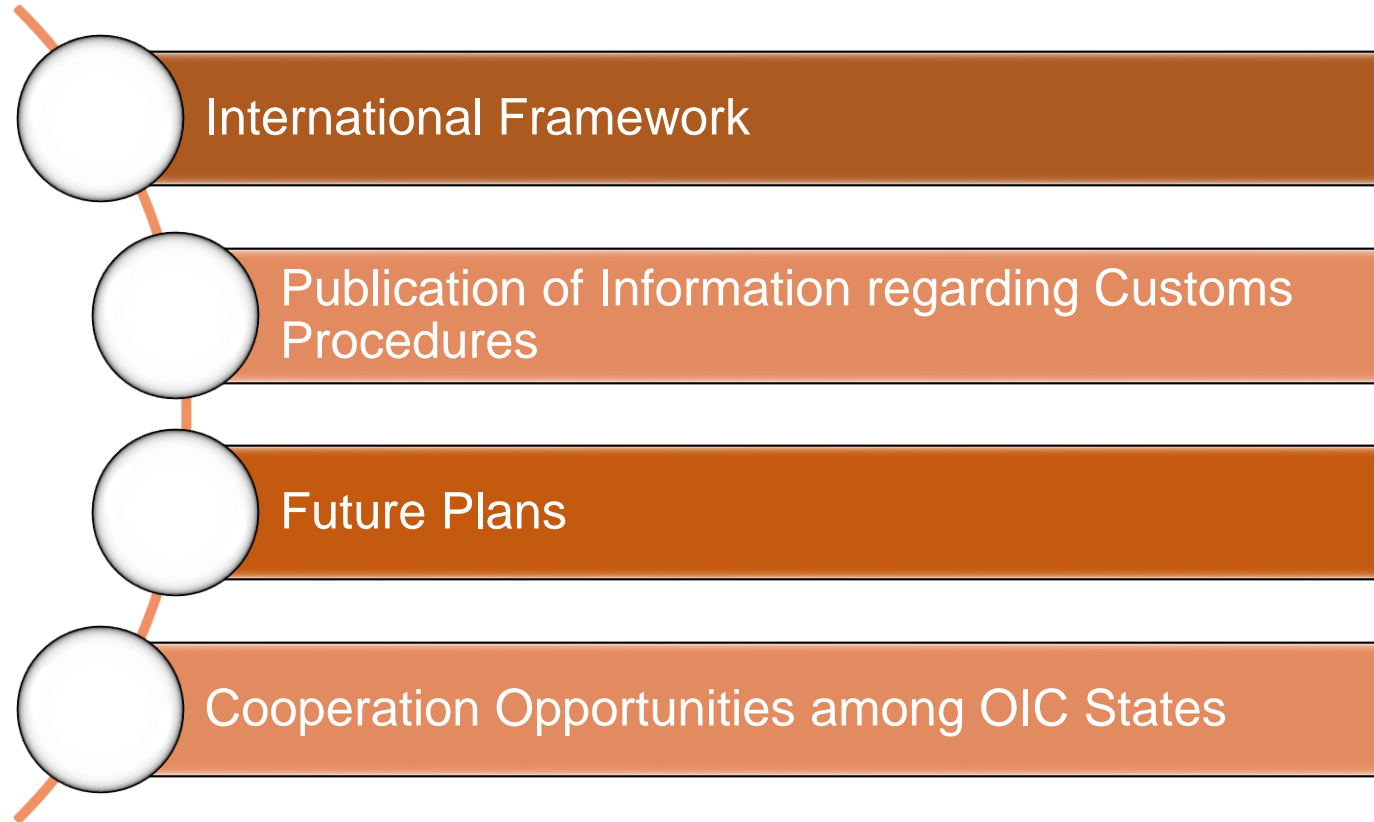 International Framework
Publication of Information regarding Customs
Procedures
Future Plans
Cooperation Opportunities among OIC States